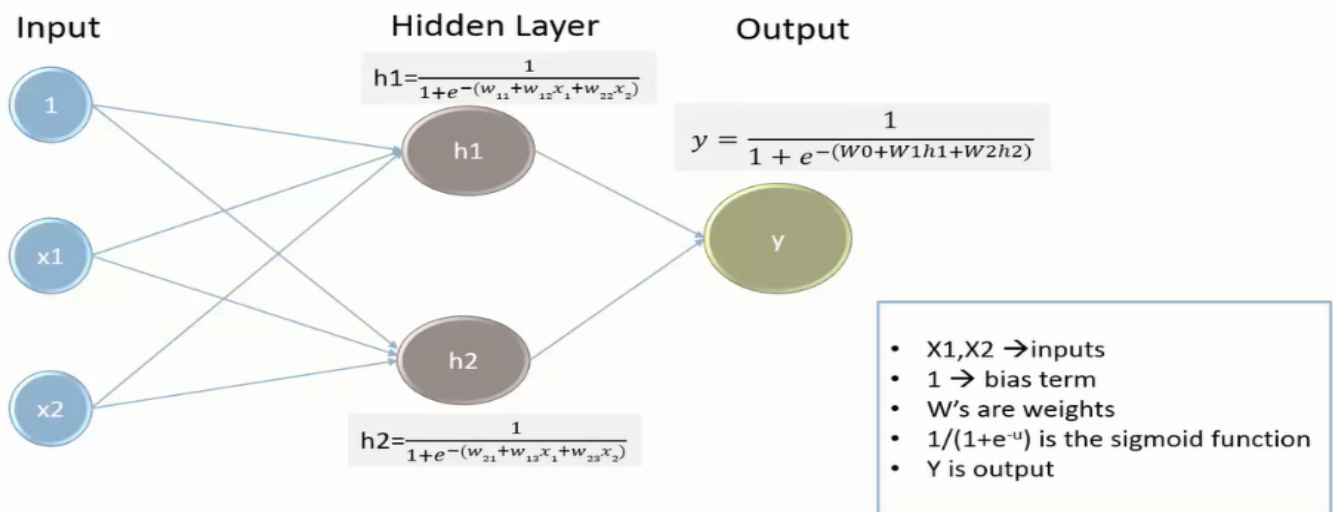 Input
Hidden Layer
Output
1
h1=1/(1+e^-(w₁₁+w₁₂x₁+w₂₂x₂))
h1
y = 1/(1 + e^-(W0+W1h1+W2h2))
x1
y
h2
x2
h2=1/(1+e^-(w₂₁+w₁₃x₁+w₂₃x₂))
• X1,X2 →inputs
• 1 → bias term
• W's are weights
• 1/(1+e⁻ᵘ) is the sigmoid function
• Y is output